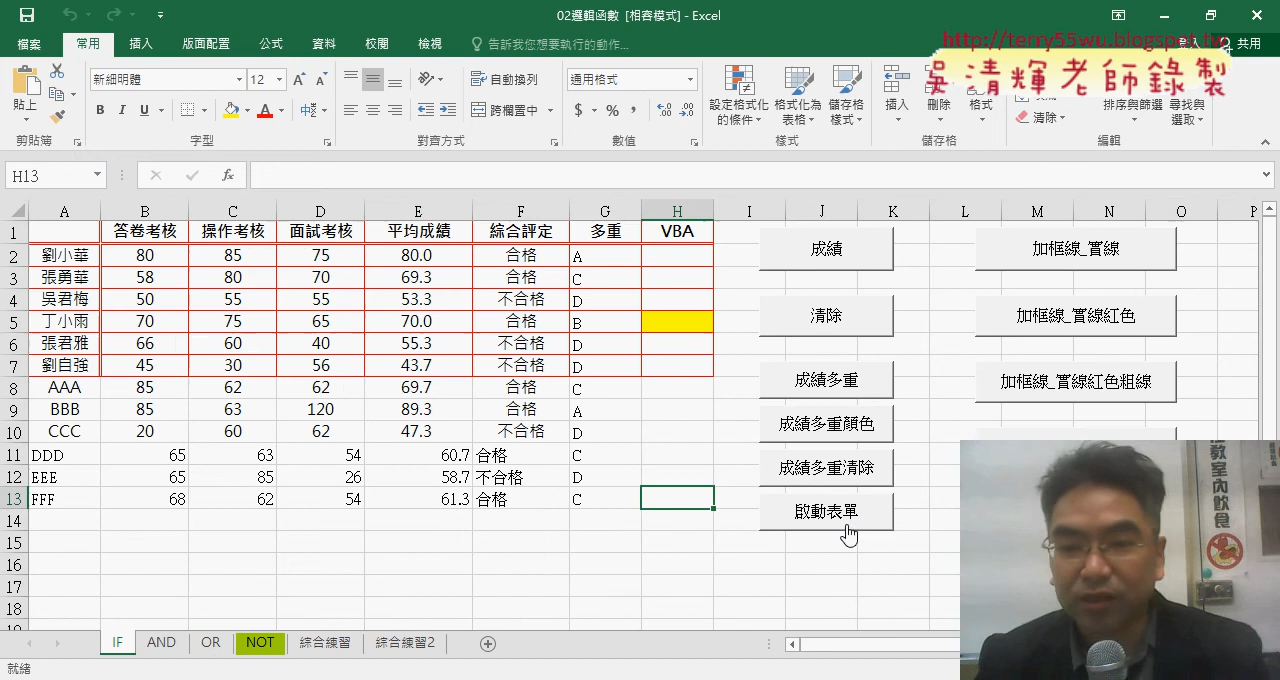 02邏輯函數 [相容模式] - Excel
http://terry55wu.blogspot.tw
吳清輝老師錄製
檔案 常用 插入 版面配置 公式 資料 校閱 檢視 告訴我您想要執行的動作... 登入 共用
貼上 新細明體 12 自動換列 通用格式 設定格式化的條件 格式化為表格 儲存格樣式 插入 刪除 格式 排序與篩選 尋找與選取
B I U 中 跨欄置中 $ % , 清除
剪貼簿 字型 對齊方式 數值 樣式 儲存格 編輯
H13 fx
A B C D E F G H I J K L M N O P
1 答卷考核 操作考核 面試考核 平均成績 綜合評定 多重 VBA
2 劉小華 80 85 75 80.0 合格 A
3 張勇華 58 80 70 69.3 合格 C
4 吳君梅 50 55 55 53.3 不合格 D
5 丁小雨 70 75 65 70.0 合格 B
6 張君雅 66 60 40 55.3 不合格 D
7 劉自強 45 30 56 43.7 不合格 D
8 AAA 85 62 62 69.7 合格 C
9 BBB 85 63 120 89.3 合格 A
10 CCC 20 60 62 47.3 不合格 D
11 DDD 65 63 54 60.7 合格 C
12 EEE 65 85 26 58.7 不合格 D
13 FFF 68 62 54 61.3 合格 C
14
15
16
17
18
成績
清除
成績多重
成績多重顏色
成績多重清除
啟動表單
加框線_實線
加框線_實線紅色
加框線_實線紅色粗線
教室內飲食
IF AND OR NOT 綜合練習 綜合練習2
就緒